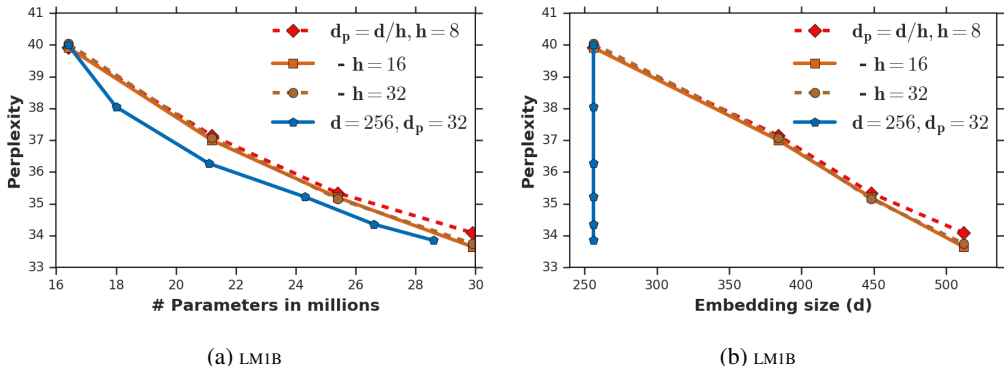 40
39
38
37
36
35
34
33
Perplexity
d_p = d/h, h = 8
- h = 16
- h = 32
d = 256, d_p = 32
16 18 20 22 24 26 28 30
# Parameters in millions
(a) LM1B
40
39
38
37
36
35
34
33
Perplexity
d_p = d/h, h = 8
- h = 16
- h = 32
d = 256, d_p = 32
250 300 350 400 450 500
Embedding size (d)
(b) LM1B